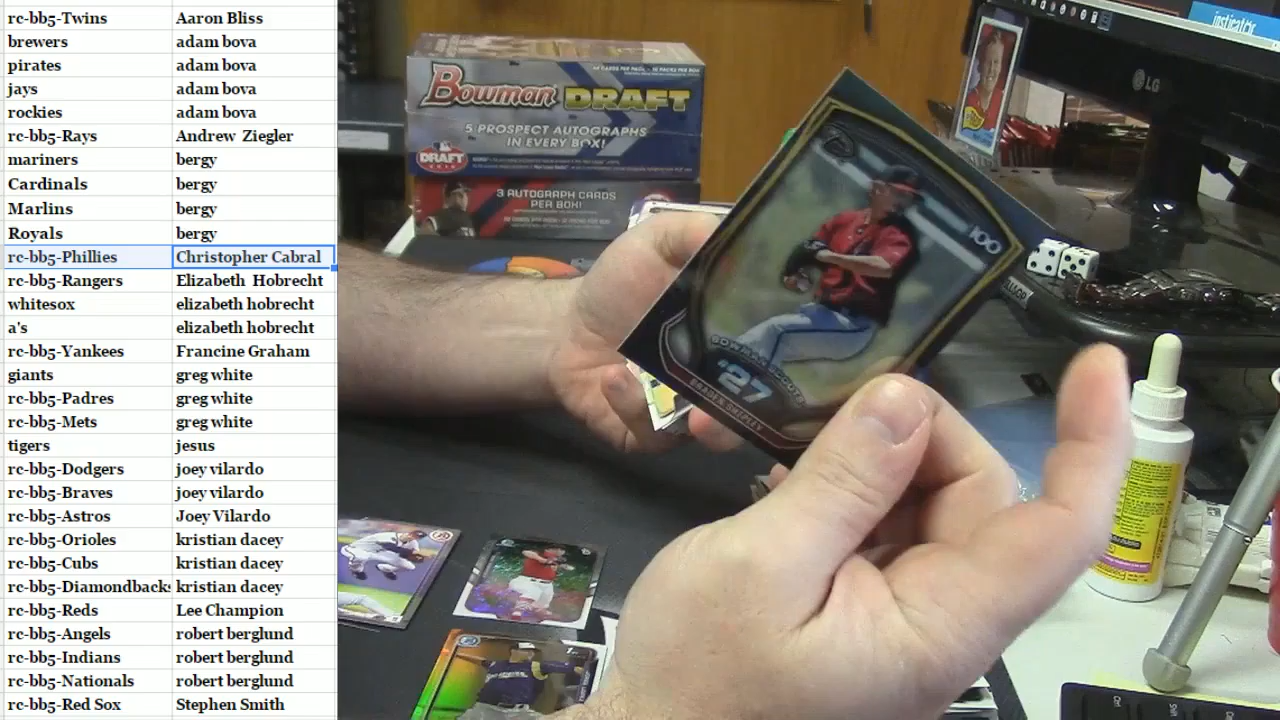 rc-bb5-Twins Aaron Bliss
brewers adam bova
pirates adam bova
jays adam bova
rockies adam bova
rc-bb5-Rays Andrew Ziegler
mariners bergy
Cardinals bergy
Marlins bergy
Royals bergy
rc-bb5-Phillies Christopher Cabral
rc-bb5-Rangers Elizabeth Hobrecht
whitesox elizabeth hobrecht
a's elizabeth hobrecht
rc-bb5-Yankees Francine Graham
giants greg white
rc-bb5-Padres greg white
rc-bb5-Mets greg white
tigers jesus
rc-bb5-Dodgers joey vilardo
rc-bb5-Braves joey vilardo
rc-bb5-Astros Joey Vilardo
rc-bb5-Orioles kristian dacey
rc-bb5-Cubs kristian dacey
rc-bb5-Diamondbacks kristian dacey
rc-bb5-Reds Lee Champion
rc-bb5-Angels robert berglund
rc-bb5-Indians robert berglund
rc-bb5-Nationals robert berglund
rc-bb5-Red Sox Stephen Smith
Bowman DRAFT
5 PROSPECT AUTOGRAPHS
IN EVERY BOX!
DRAFT
3 AUTOGRAPH CARDS
PER BOX!
100
BOWMAN SCOUTS
#27
BRADEN SHIPLEY
LG
insticator
Ctrl